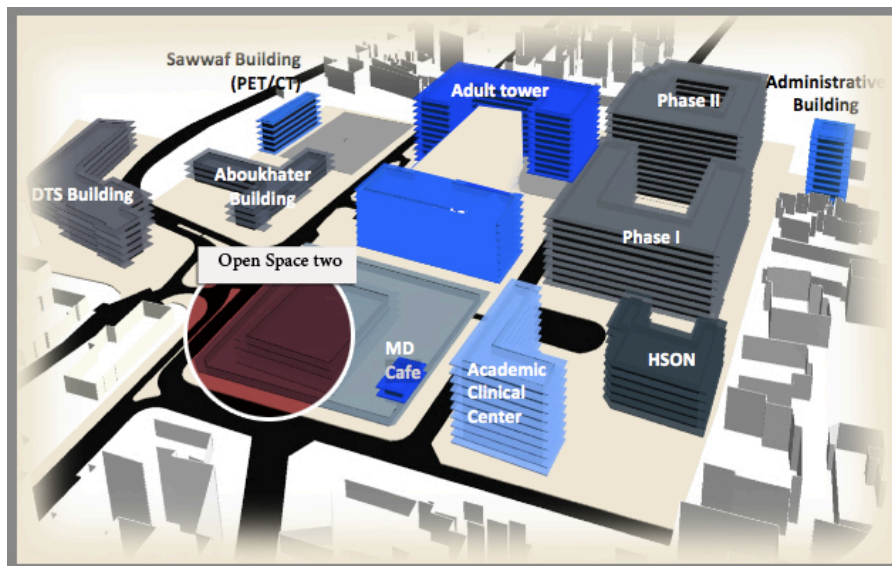 Sawwaf Building
(PET/CT)
Adult tower
Phase II
Administrative
Building
DTS Building
Aboukhater
Building
Phase I
Open Space two
MD
Cafe
Academic
Clinical
Center
HSON